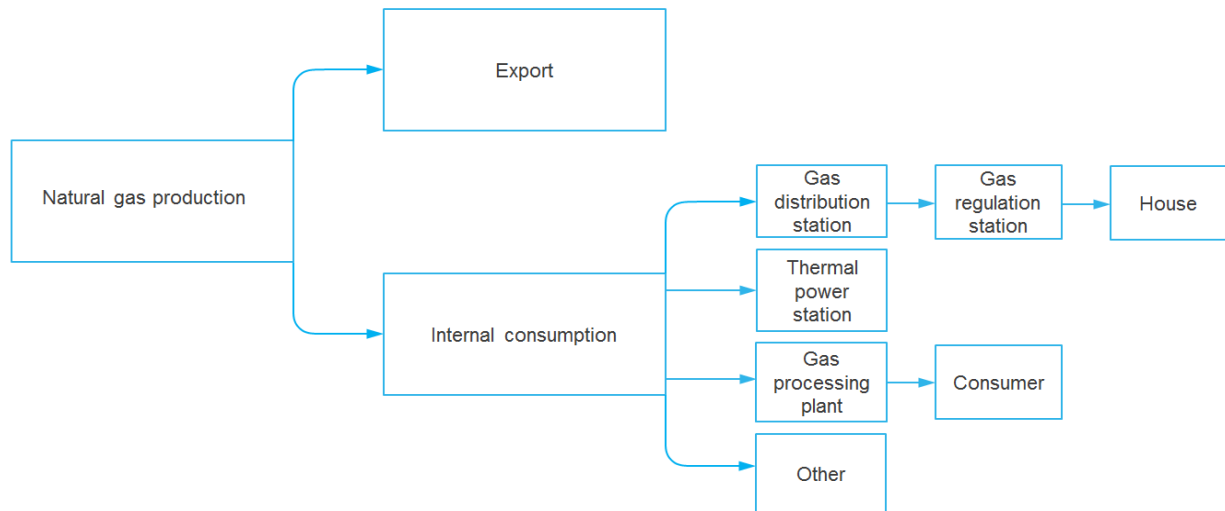 Export
Natural gas production
Internal consumption
Gas
distribution
station
Gas
regulation
station
House
Thermal
power
station
Gas
processing
plant
Consumer
Other